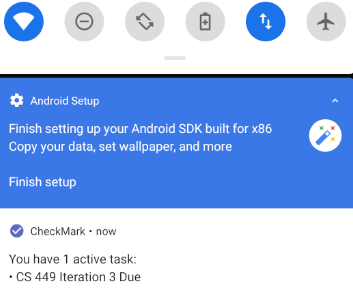 Android Setup
Finish setting up your Android SDK built for x86
Copy your data, set wallpaper, and more
Finish setup
CheckMark • now
You have 1 active task:
• CS 449 Iteration 3 Due